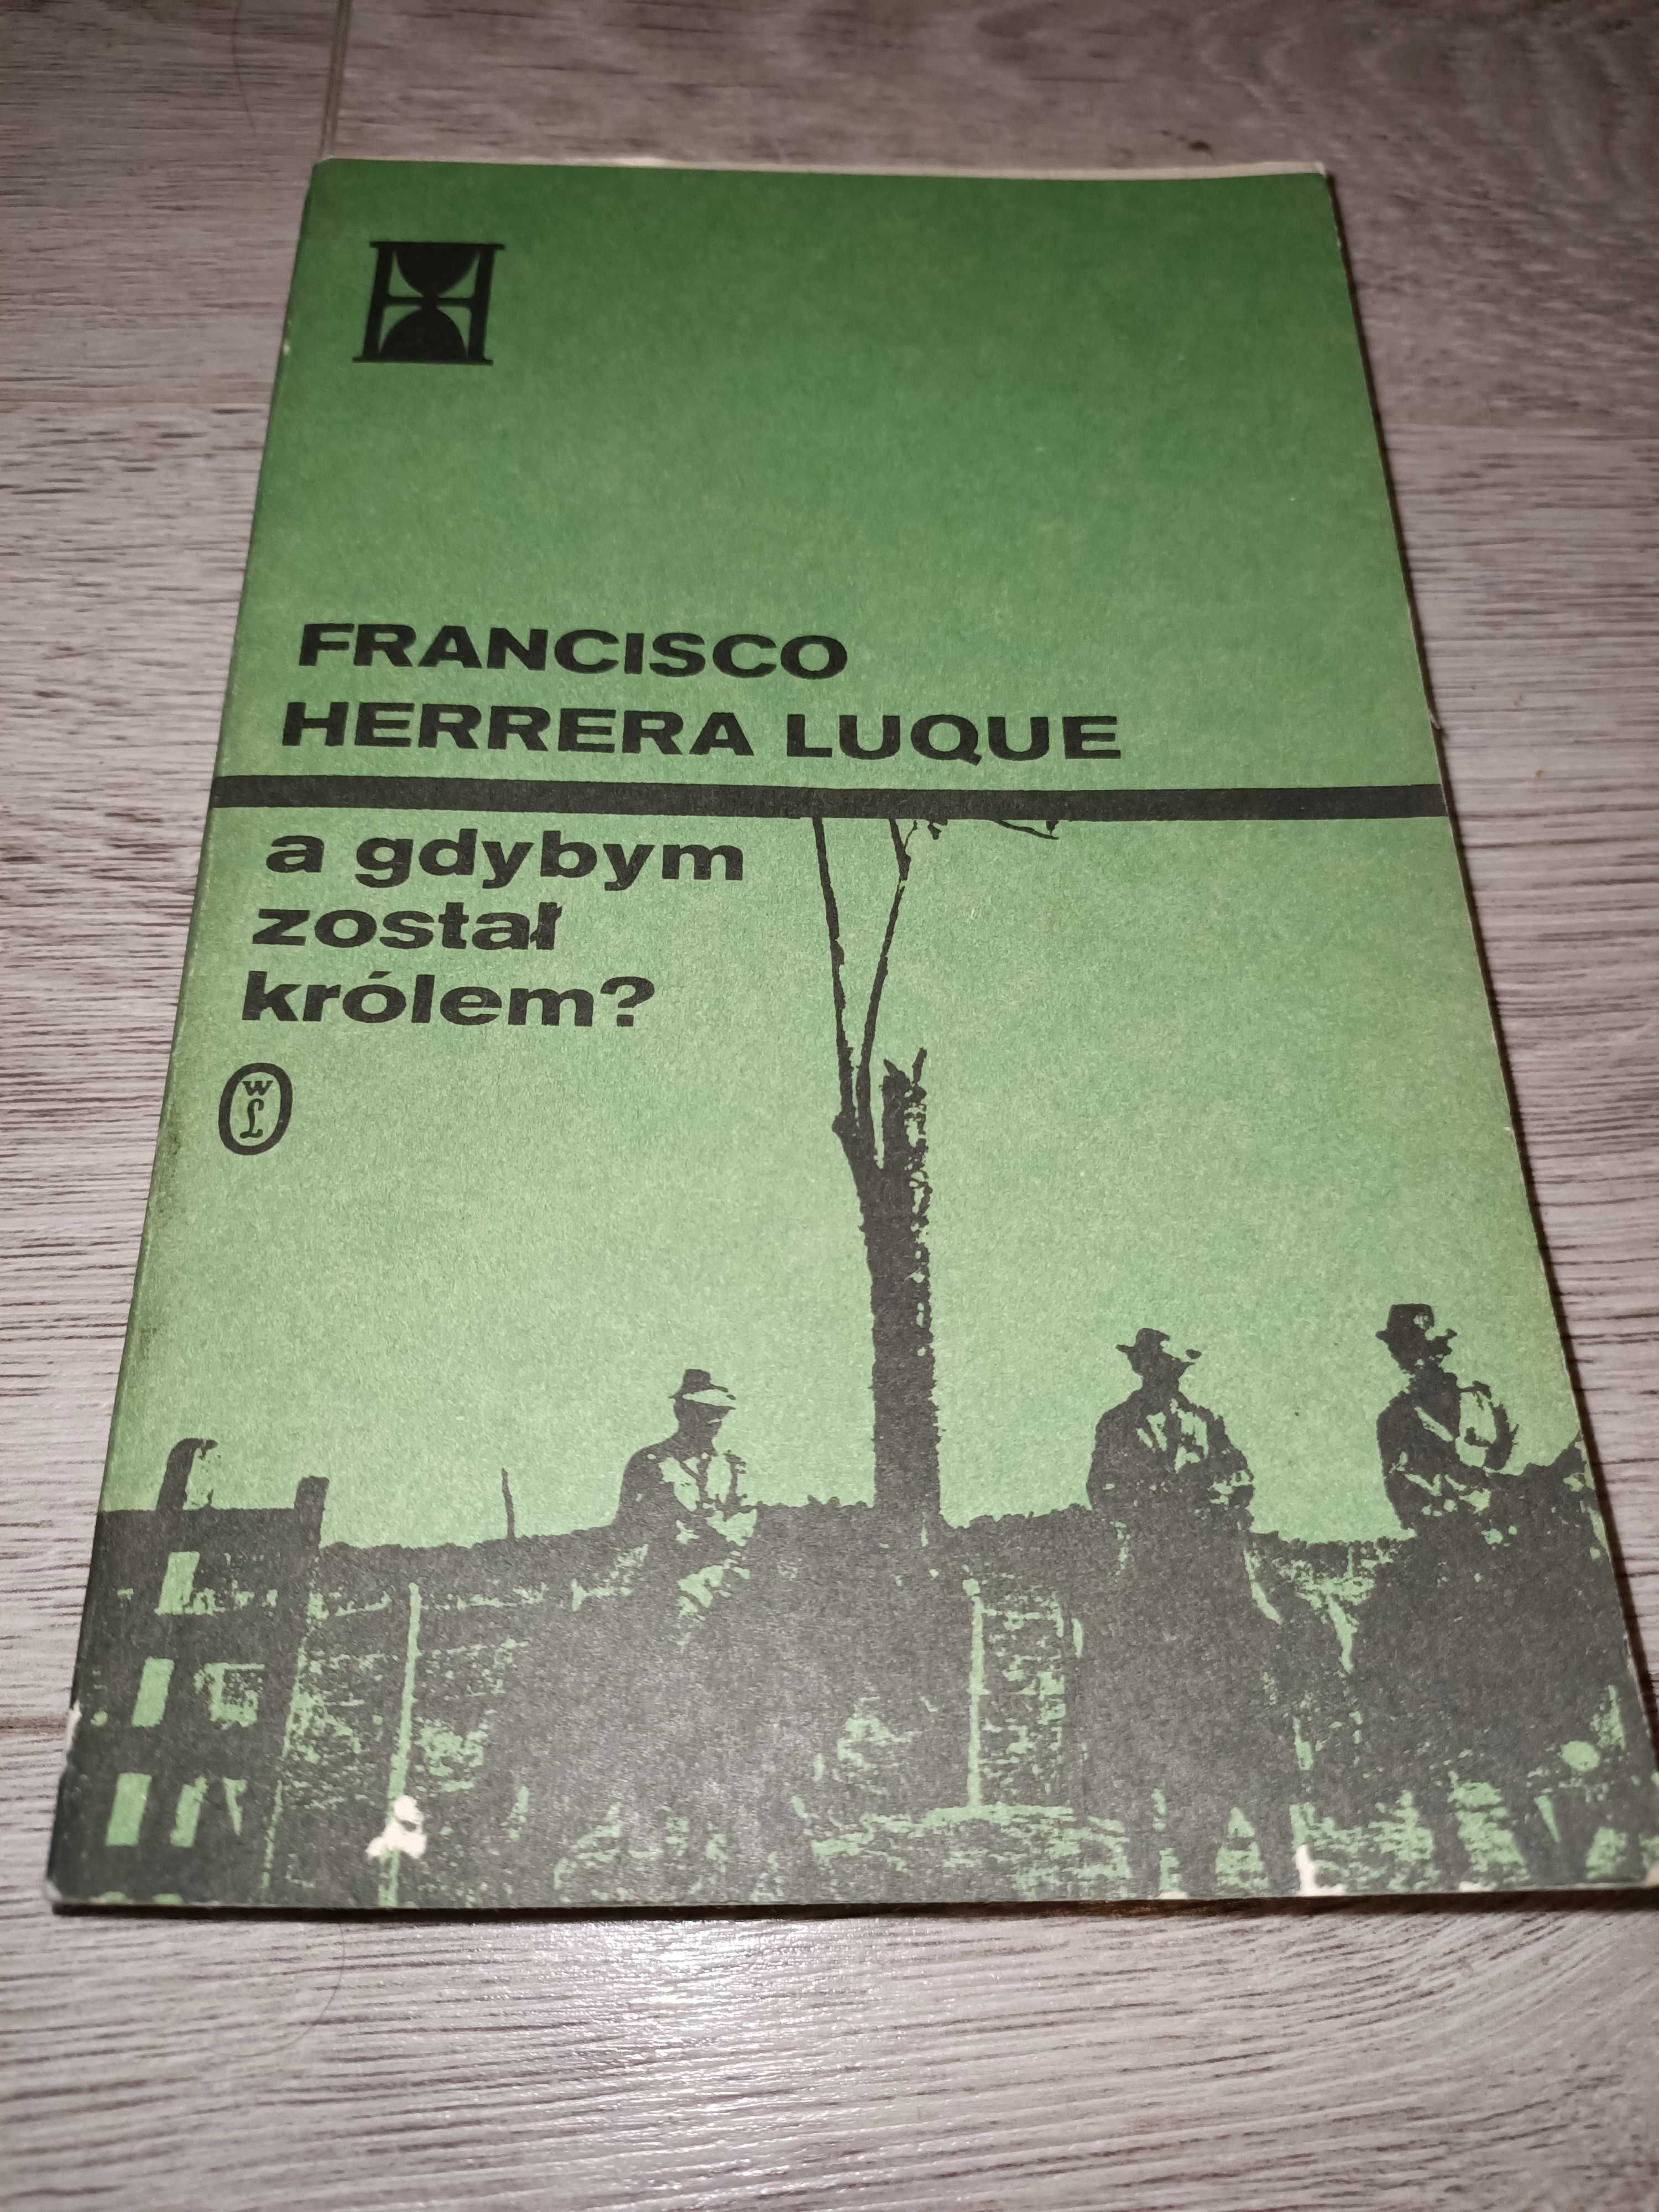 FRANCISCO
HERRERA LUQUE
a gdybym
został
królem?
WL